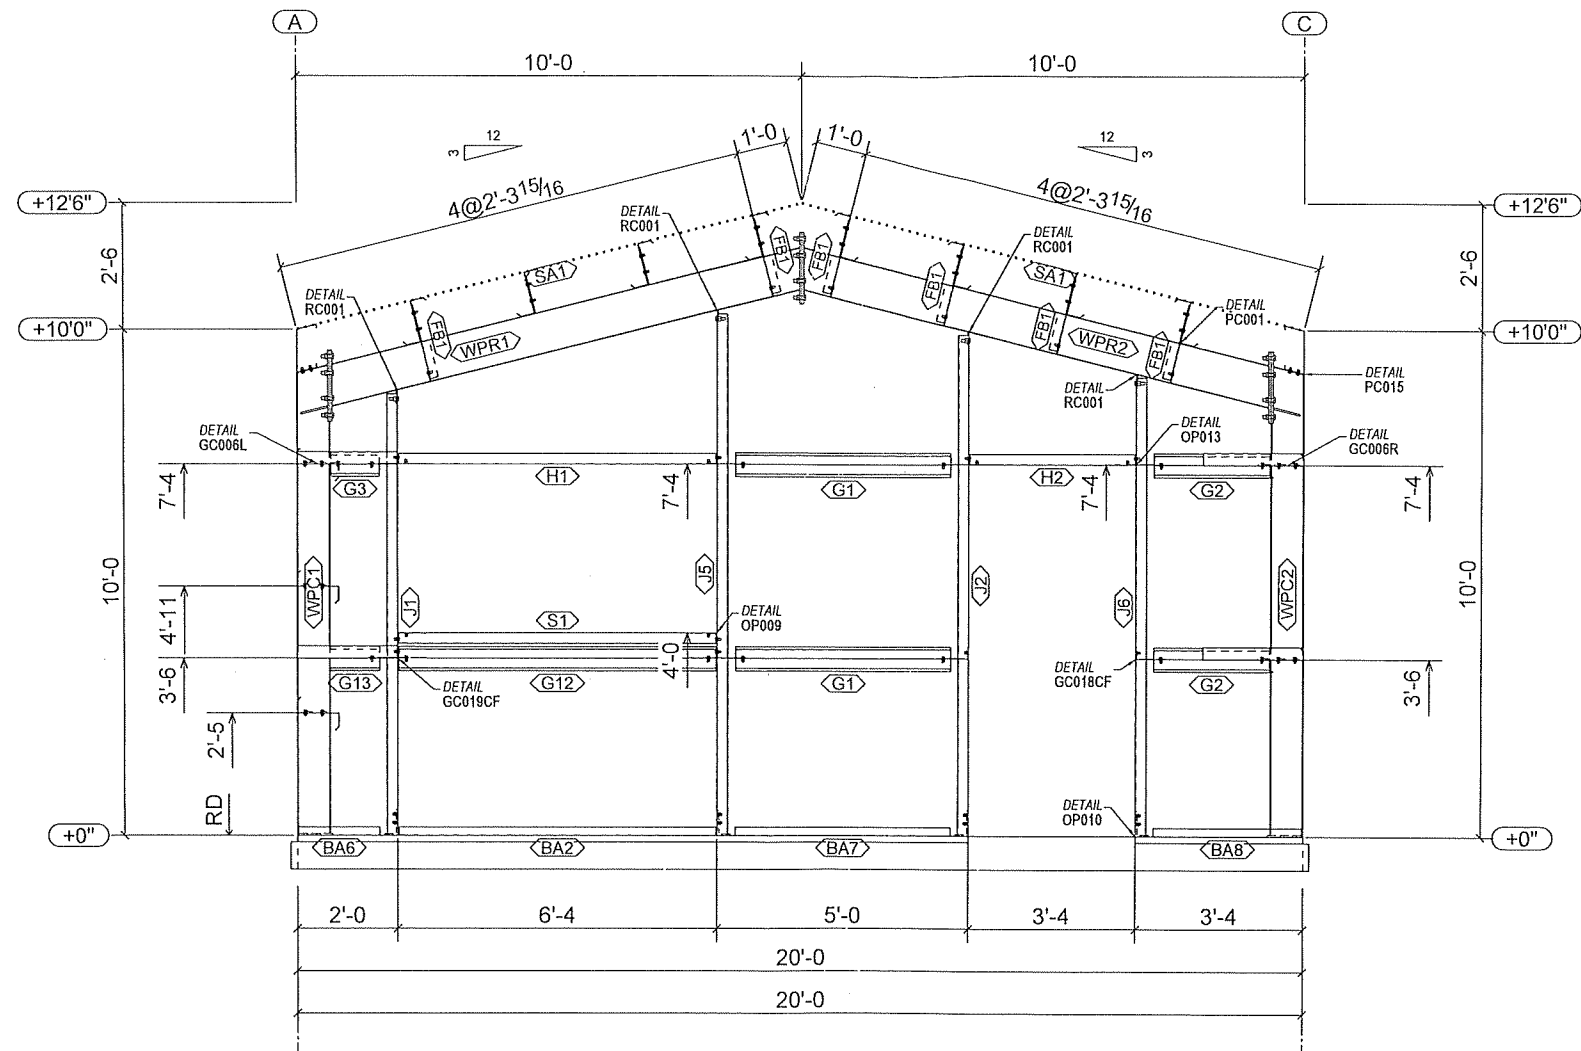 A
C
10'-0
10'-0
12
3
12
3
1'-0
1'-0
4@2'-3 15/16
4@2'-3 15/16
+12'6"
+12'6"
DETAIL
RC001
DETAIL
RC001
2'-6
2'-6
FB1
FB1
SA1
SA1
FB1
DETAIL
RC001
DETAIL
PC001
+10'0"
+10'0"
FB1
WPR1
FB1
WPR2
FB1
DETAIL
PC015
DETAIL
RC001
DETAIL
GC006L
DETAIL
OP013
DETAIL
GC006R
7'-4
G3
H1
7'-4
G1
H2
7'-4
G2
7'-4
10'-0
10'-0
WPC1
J1
J5
J2
J6
WPC2
4'-11
S1
DETAIL
OP009
4'-0
3'-6
G13
DETAIL
GC019CF
G12
G1
DETAIL
GC018CF
G2
3'-6
2'-5
RD
DETAIL
OP010
+0"
+0"
BA6
BA2
BA7
BA8
2'-0
6'-4
5'-0
3'-4
3'-4
20'-0
20'-0